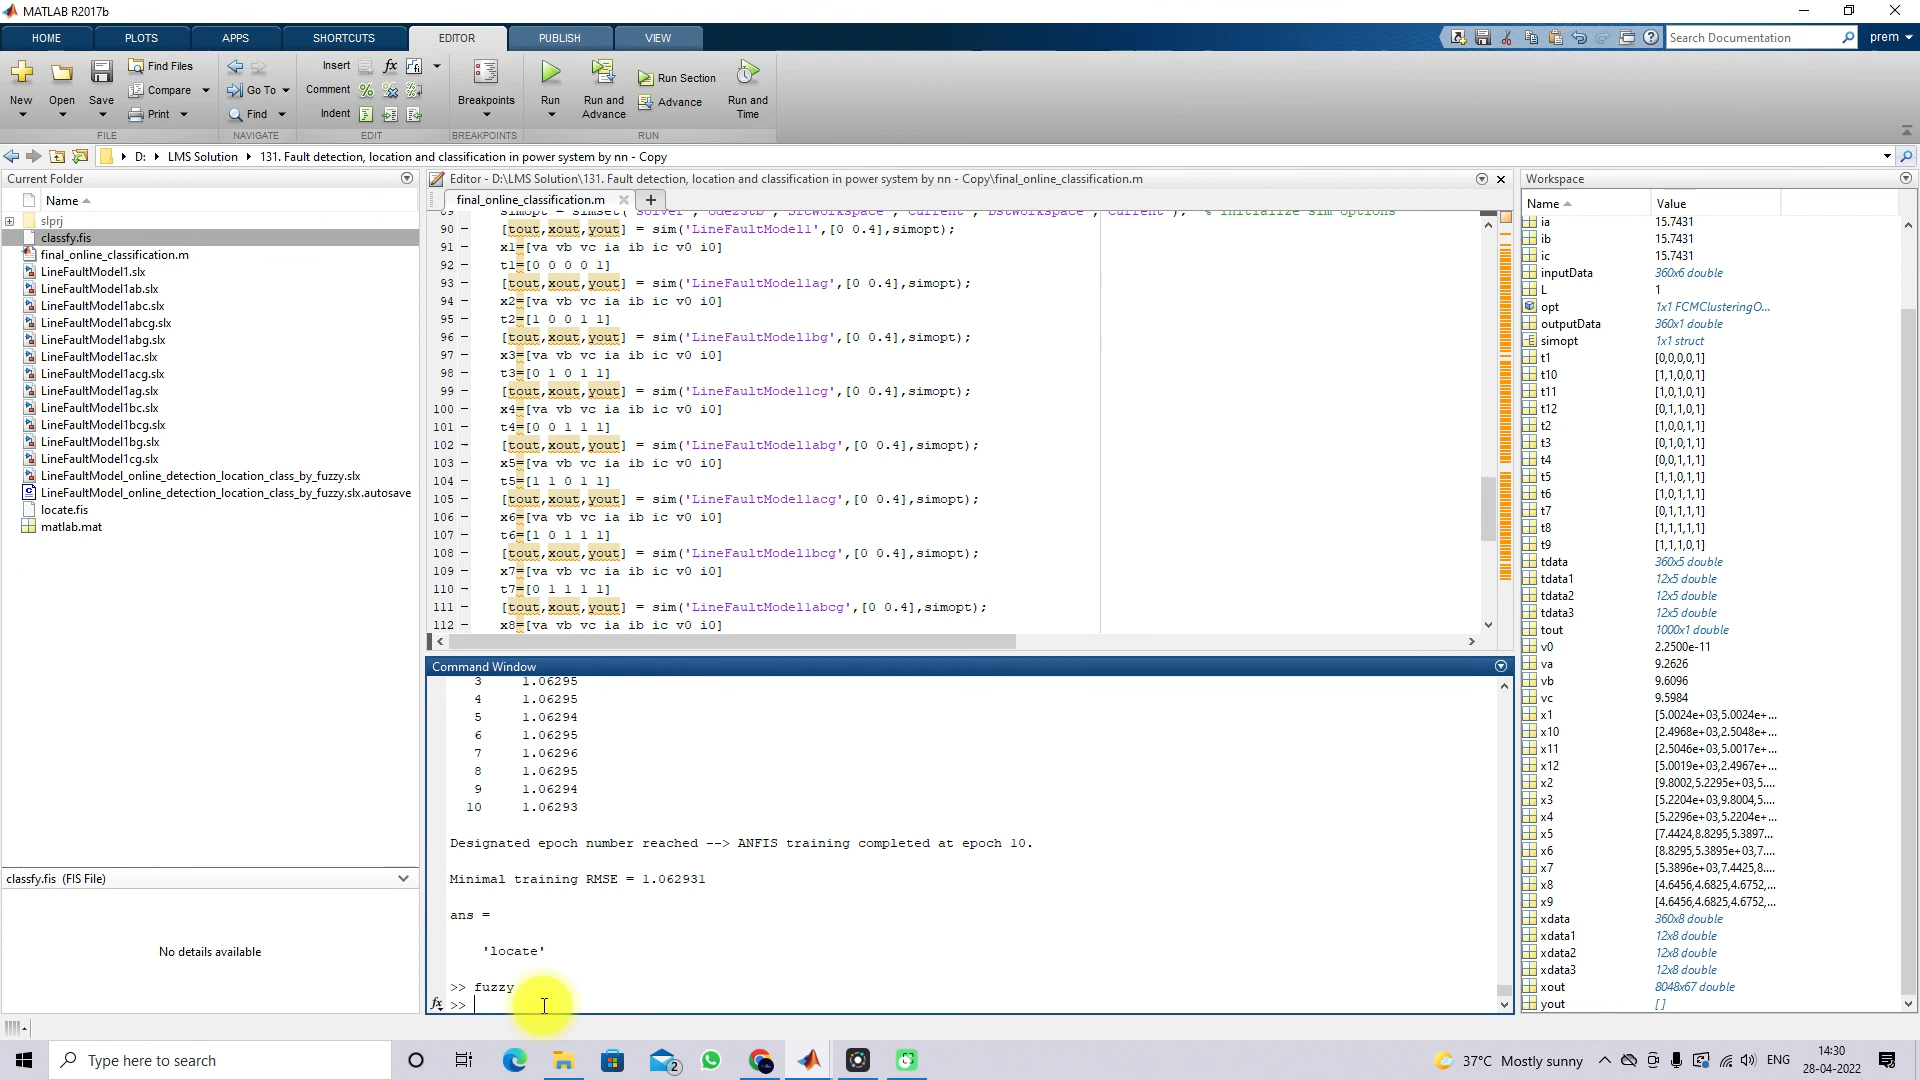 MATLAB R2017b
HOME PLOTS APPS SHORTCUTS EDITOR PUBLISH VIEW
Search Documentation prem
New Open Save Find Files Compare Print
Go To Find
Insert fx Comment % Indent
Breakpoints Run Run and Advance Run Section Advance Run and Time
FILE NAVIGATE EDIT BREAKPOINTS RUN
D: LMS Solution 131. Fault detection, location and classification in power system by nn - Copy
Current Folder
Name
slprj
classfy.fis
final_online_classification.m
LineFaultModel1.slx
LineFaultModel1ab.slx
LineFaultModel1abc.slx
LineFaultModel1abcg.slx
LineFaultModel1abg.slx
LineFaultModel1ac.slx
LineFaultModel1acg.slx
LineFaultModel1ag.slx
LineFaultModel1bc.slx
LineFaultModel1bcg.slx
LineFaultModel1bg.slx
LineFaultModel1cg.slx
LineFaultModel_online_detection_location_class_by_fuzzy.slx
LineFaultModel_online_detection_location_class_by_fuzzy.slx.autosave
locate.fis
matlab.mat
classfy.fis (FIS File)
No details available
Editor - D:\LMS Solution\131. Fault detection, location and classification in power system by nn - Copy\final_online_classification.m
final_online_classification.m
89 simopt = simset('solver','ode23tb','SrcWorkspace','Current','DstWorkspace','Current'); % Initialize sim options
90 – [tout,xout,yout] = sim('LineFaultModel1',[0 0.4],simopt);
91 – x1=[va vb vc ia ib ic v0 i0]
92 – t1=[0 0 0 0 1]
93 – [tout,xout,yout] = sim('LineFaultModel1ag',[0 0.4],simopt);
94 – x2=[va vb vc ia ib ic v0 i0]
95 – t2=[1 0 0 1 1]
96 – [tout,xout,yout] = sim('LineFaultModel1bg',[0 0.4],simopt);
97 – x3=[va vb vc ia ib ic v0 i0]
98 – t3=[0 1 0 1 1]
99 – [tout,xout,yout] = sim('LineFaultModel1cg',[0 0.4],simopt);
100 – x4=[va vb vc ia ib ic v0 i0]
101 – t4=[0 0 1 1 1]
102 – [tout,xout,yout] = sim('LineFaultModel1abg',[0 0.4],simopt);
103 – x5=[va vb vc ia ib ic v0 i0]
104 – t5=[1 1 0 1 1]
105 – [tout,xout,yout] = sim('LineFaultModel1acg',[0 0.4],simopt);
106 – x6=[va vb vc ia ib ic v0 i0]
107 – t6=[1 0 1 1 1]
108 – [tout,xout,yout] = sim('LineFaultModel1bcg',[0 0.4],simopt);
109 – x7=[va vb vc ia ib ic v0 i0]
110 – t7=[0 1 1 1 1]
111 – [tout,xout,yout] = sim('LineFaultModel1abcg',[0 0.4],simopt);
112 – x8=[va vb vc ia ib ic v0 i0]
Command Window
3 1.06295
4 1.06295
5 1.06294
6 1.06295
7 1.06296
8 1.06295
9 1.06294
10 1.06293
Designated epoch number reached --> ANFIS training completed at epoch 10.
Minimal training RMSE = 1.062931
ans =
'locate'
>> fuzzy
fx >>
Workspace
Name Value
ia 15.7431
ib 15.7431
ic 15.7431
inputData 360x6 double
L 1
opt 1x1 FCMClusteringO...
outputData 360x1 double
simopt 1x1 struct
t1 [0,0,0,0,1]
t10 [1,1,0,0,1]
t11 [1,0,1,0,1]
t12 [0,1,1,0,1]
t2 [1,0,0,1,1]
t3 [0,1,0,1,1]
t4 [0,0,1,1,1]
t5 [1,1,0,1,1]
t6 [1,0,1,1,1]
t7 [0,1,1,1,1]
t8 [1,1,1,1,1]
t9 [1,1,1,0,1]
tdata 360x5 double
tdata1 12x5 double
tdata2 12x5 double
tdata3 12x5 double
tout 1000x1 double
v0 2.2500e-11
va 9.2626
vb 9.6096
vc 9.5984
x1 [5.0024e+03,5.0024e+...
x10 [2.4968e+03,2.5048e+...
x11 [2.5046e+03,5.0017e+...
x12 [5.0019e+03,2.4967e+...
x2 [9.8002,5.2295e+03,5....
x3 [5.2204e+03,9.8004,5....
x4 [5.2296e+03,5.2204e+...
x5 [7.4424,8.8295,5.3897...
x6 [8.8295,5.3895e+03,7....
x7 [5.3896e+03,7.4425,8....
x8 [4.6456,4.6825,4.6752,...
x9 [4.6456,4.6825,4.6752,...
xdata 360x8 double
xdata1 12x8 double
xdata2 12x8 double
xdata3 12x8 double
xout 8048x67 double
yout []
Type here to search
2
37°C Mostly sunny ENG 14:30
28-04-2022